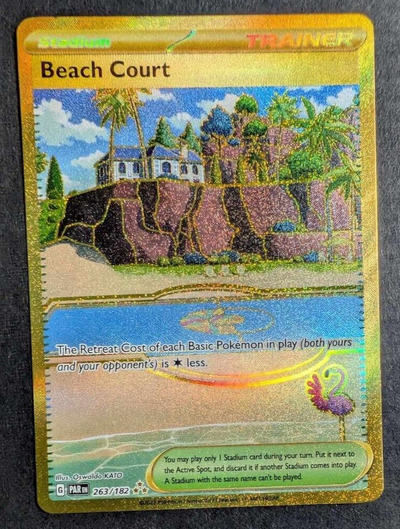 Stadium TRAINER
Beach Court
The Retreat Cost of each Basic Pokémon in play (both yours
and your opponent's) is less.
Illus. Oswaldo KATO
G PAR EN 263/182
You may play only 1 Stadium card during your turn. Put it next to
the Active Spot, and discard it if another Stadium comes into play.
A Stadium with the same name can't be played.